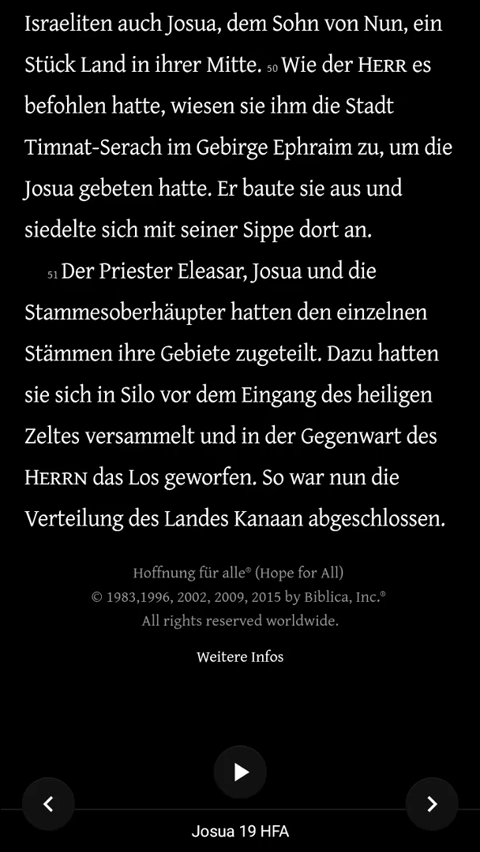 Israeliten auch Josua, dem Sohn von Nun, ein
Stück Land in ihrer Mitte. 50 Wie der HERR es
befohlen hatte, wiesen sie ihm die Stadt
Timnat-Serach im Gebirge Ephraim zu, um die
Josua gebeten hatte. Er baute sie aus und
siedelte sich mit seiner Sippe dort an.
51 Der Priester Eleasar, Josua und die
Stammesoberhäupter hatten den einzelnen
Stämmen ihre Gebiete zugeteilt. Dazu hatten
sie sich in Silo vor dem Eingang des heiligen
Zeltes versammelt und in der Gegenwart des
HERRN das Los geworfen. So war nun die
Verteilung des Landes Kanaan abgeschlossen.
Hoffnung für alle® (Hope for All)
© 1983,1996, 2002, 2009, 2015 by Biblica, Inc.®
All rights reserved worldwide.
Weitere Infos
Josua 19 HFA